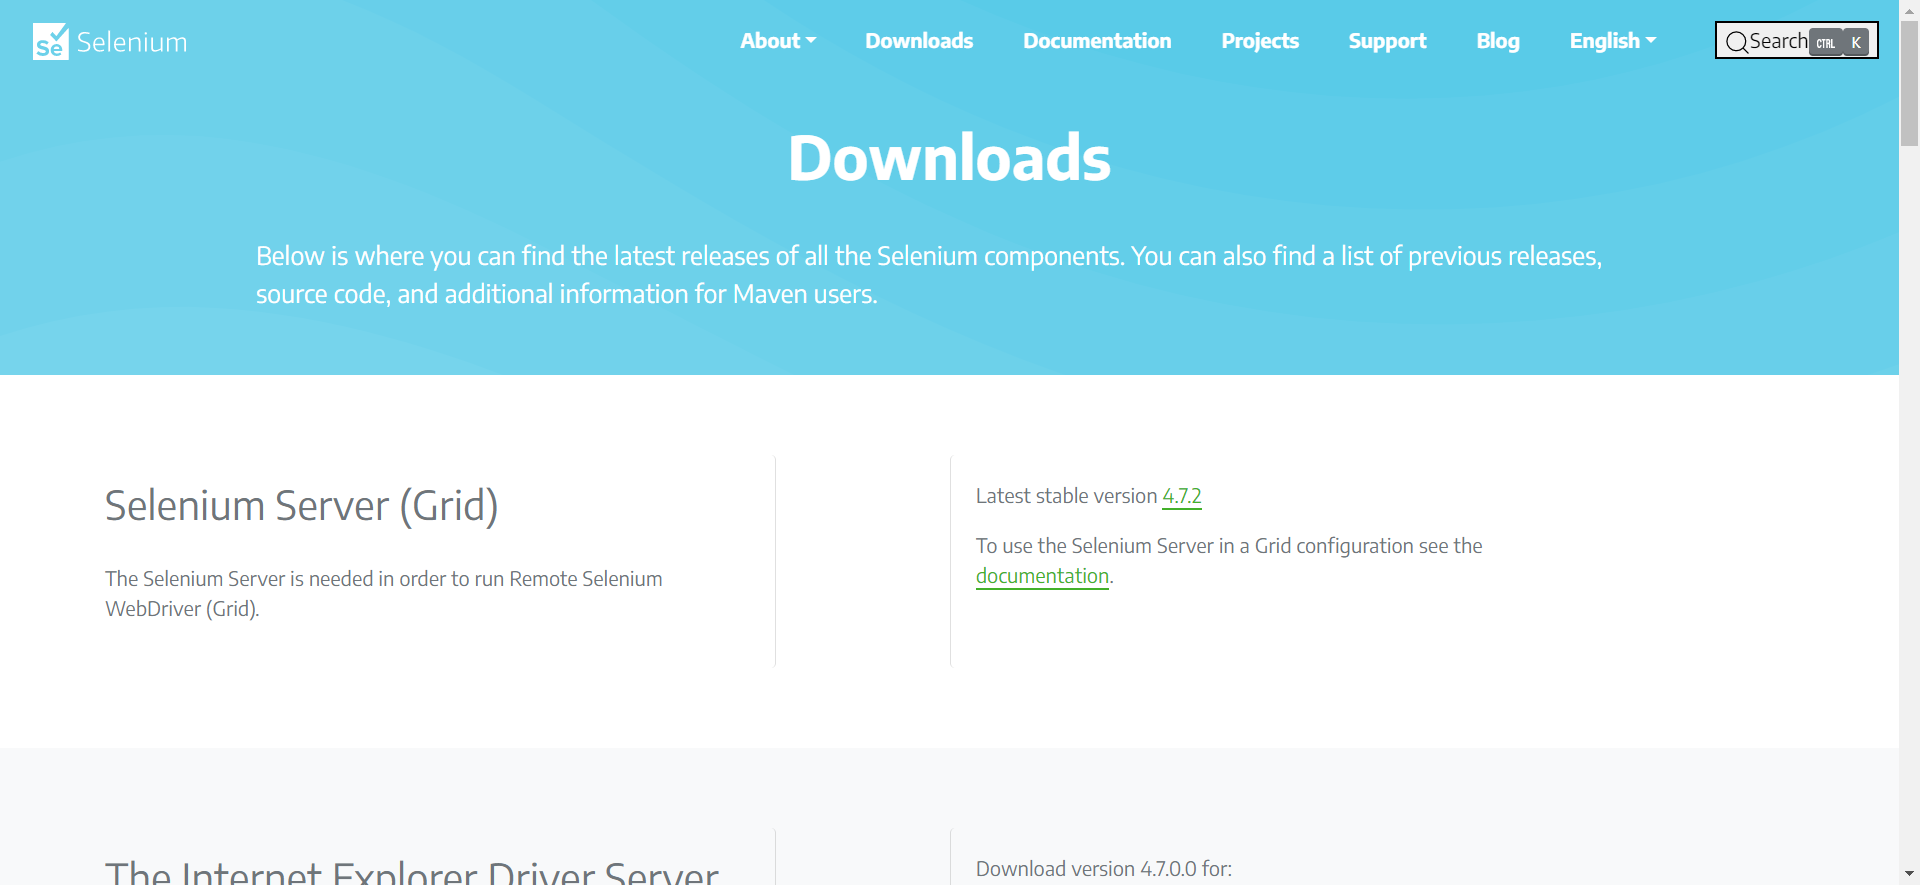 Se Selenium
About Downloads Documentation Projects Support Blog English Search CTRL K
Downloads
Below is where you can find the latest releases of all the Selenium components. You can also find a list of previous releases,
source code, and additional information for Maven users.
Selenium Server (Grid)
The Selenium Server is needed in order to run Remote Selenium
WebDriver (Grid).
Latest stable version 4.7.2
To use the Selenium Server in a Grid configuration see the
documentation.
The Internet Explorer Driver Server
Download version 4.7.0.0 for: